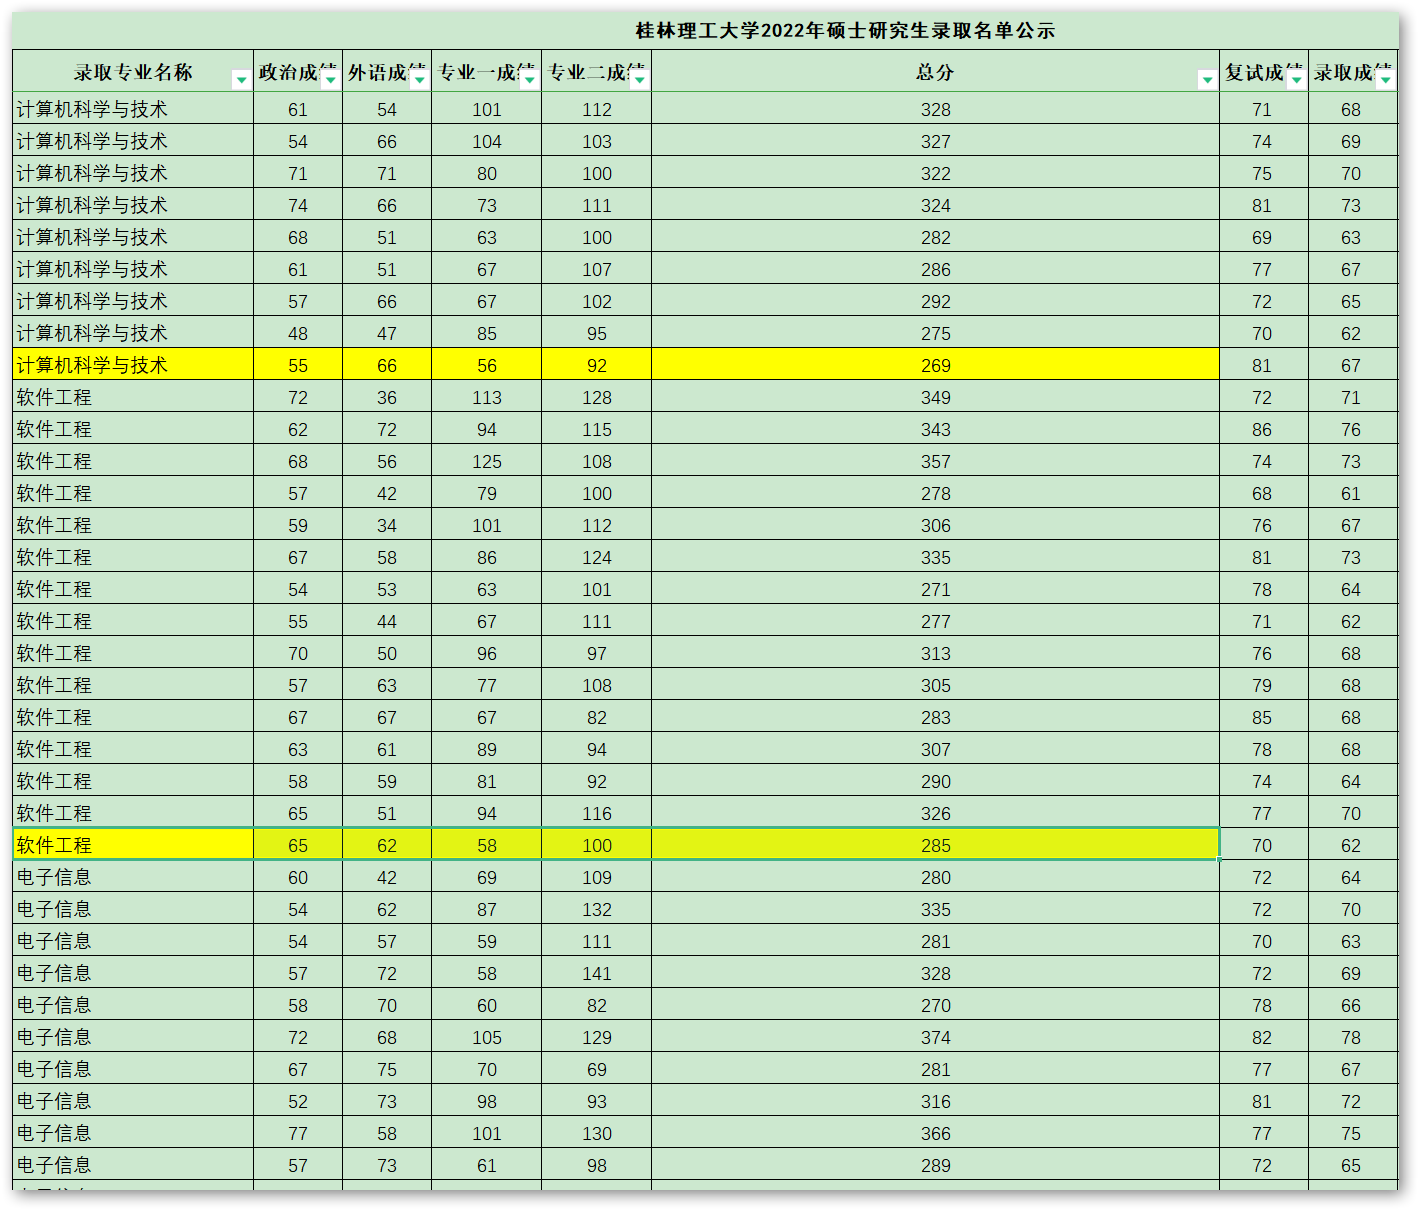 桂林理工大学2022年硕士研究生录取名单公示
录取专业名称 政治成绩 外语成绩 专业一成绩 专业二成绩 总分 复试成绩 录取成绩
计算机科学与技术 61 54 101 112 328 71 68
计算机科学与技术 54 66 104 103 327 74 69
计算机科学与技术 71 71 80 100 322 75 70
计算机科学与技术 74 66 73 111 324 81 73
计算机科学与技术 68 51 63 100 282 69 63
计算机科学与技术 61 51 67 107 286 77 67
计算机科学与技术 57 66 67 102 292 72 65
计算机科学与技术 48 47 85 95 275 70 62
计算机科学与技术 55 66 56 92 269 81 67
软件工程 72 36 113 128 349 72 71
软件工程 62 72 94 115 343 86 76
软件工程 68 56 125 108 357 74 73
软件工程 57 42 79 100 278 68 61
软件工程 59 34 101 112 306 76 67
软件工程 67 58 86 124 335 81 73
软件工程 54 53 63 101 271 78 64
软件工程 55 44 67 111 277 71 62
软件工程 70 50 96 97 313 76 68
软件工程 57 63 77 108 305 79 68
软件工程 67 67 67 82 283 85 68
软件工程 63 61 89 94 307 78 68
软件工程 58 59 81 92 290 74 64
软件工程 65 51 94 116 326 77 70
软件工程 65 62 58 100 285 70 62
电子信息 60 42 69 109 280 72 64
电子信息 54 62 87 132 335 72 70
电子信息 54 57 59 111 281 70 63
电子信息 57 72 58 141 328 72 69
电子信息 58 70 60 82 270 78 66
电子信息 72 68 105 129 374 82 78
电子信息 67 75 70 69 281 77 67
电子信息 52 73 98 93 316 81 72
电子信息 77 58 101 130 366 77 75
电子信息 57 73 61 98 289 72 65